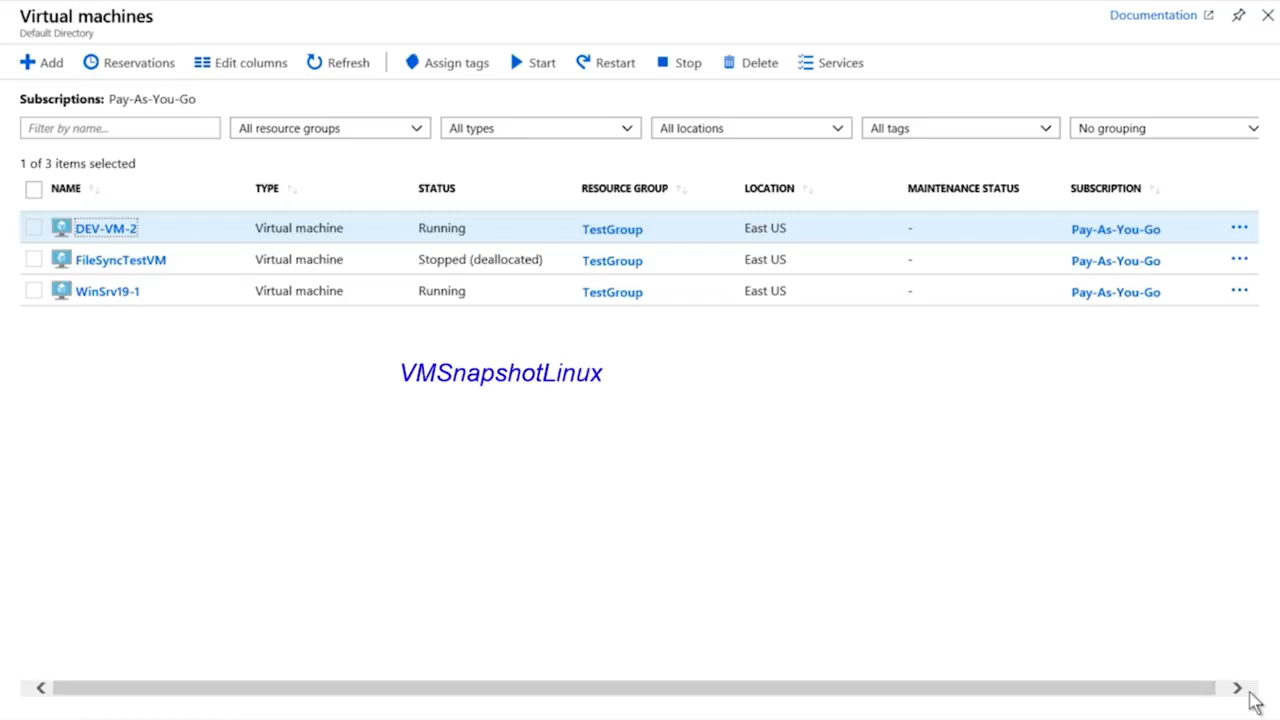 Virtual machines
Documentation
Default Directory
Add Reservations Edit columns Refresh Assign tags Start Restart Stop Delete Services
Subscriptions: Pay-As-You-Go
Filter by name... All resource groups All types All locations All tags No grouping
1 of 3 items selected
NAME TYPE STATUS RESOURCE GROUP LOCATION MAINTENANCE STATUS SUBSCRIPTION
DEV-VM-2 Virtual machine Running TestGroup East US - Pay-As-You-Go ...
FileSyncTestVM Virtual machine Stopped (deallocated) TestGroup East US - Pay-As-You-Go ...
WinSrv19-1 Virtual machine Running TestGroup East US - Pay-As-You-Go ...
VMSnapshotLinux